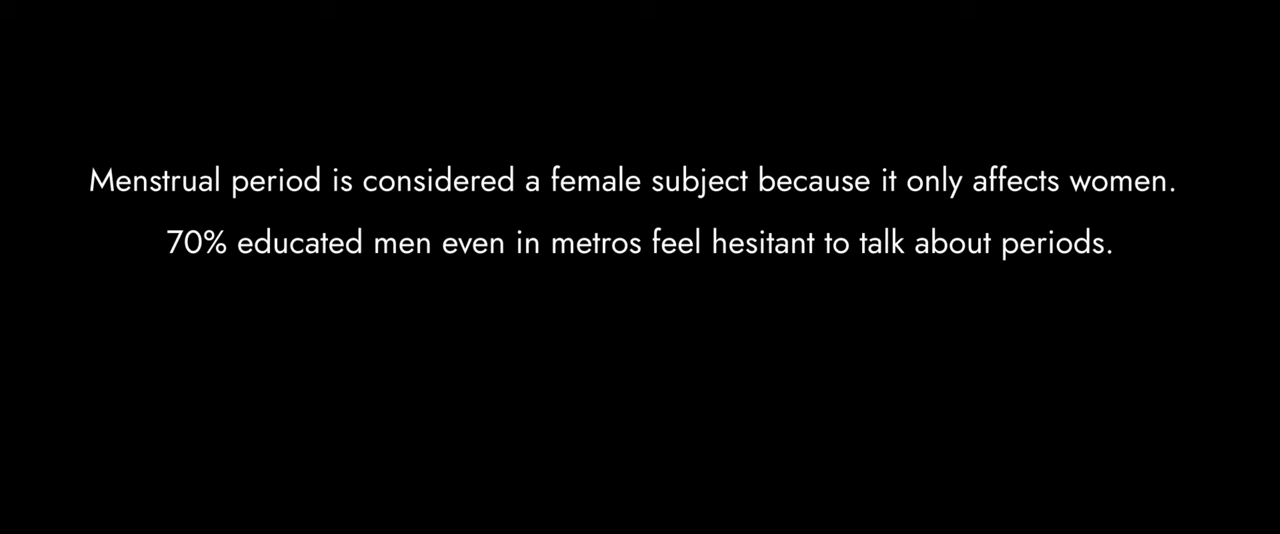 Menstrual period is considered a female subject because it only affects women.
70% educated men even in metros feel hesitant to talk about periods.